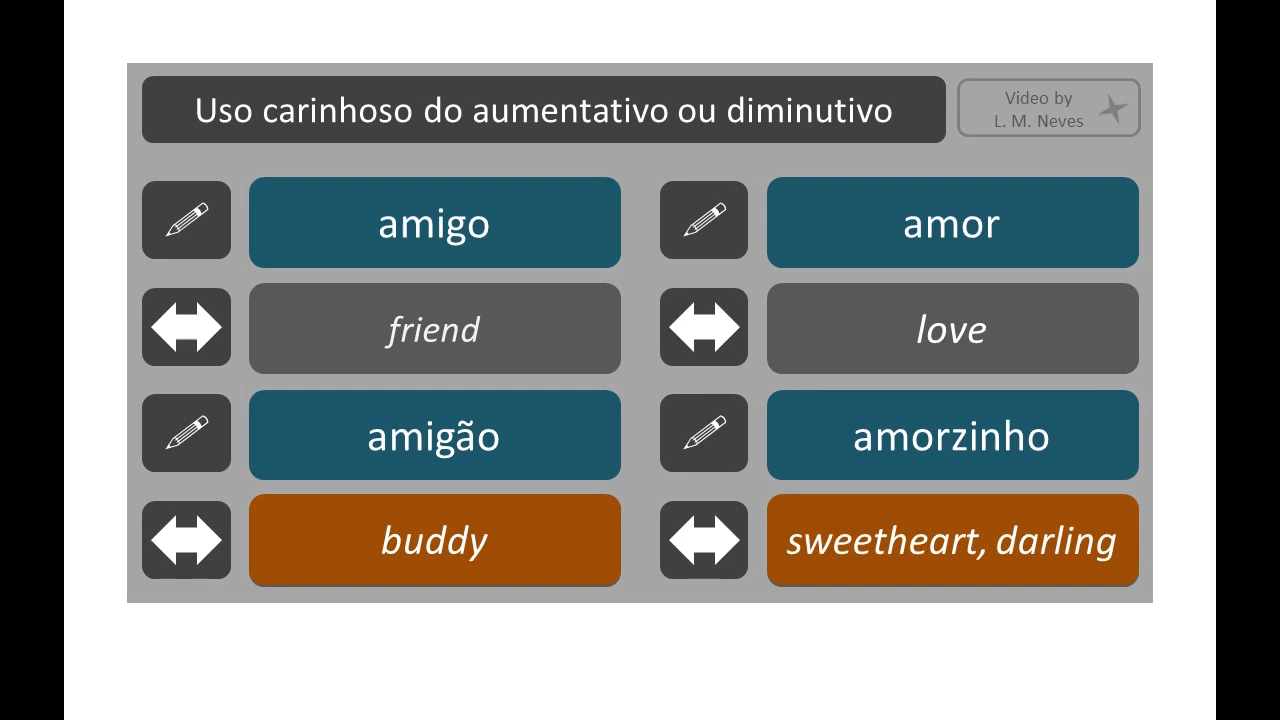 Uso carinhoso do aumentativo ou diminutivo
Video by
L. M. Neves
amigo
amor
friend
love
amigão
amorzinho
buddy
sweetheart, darling